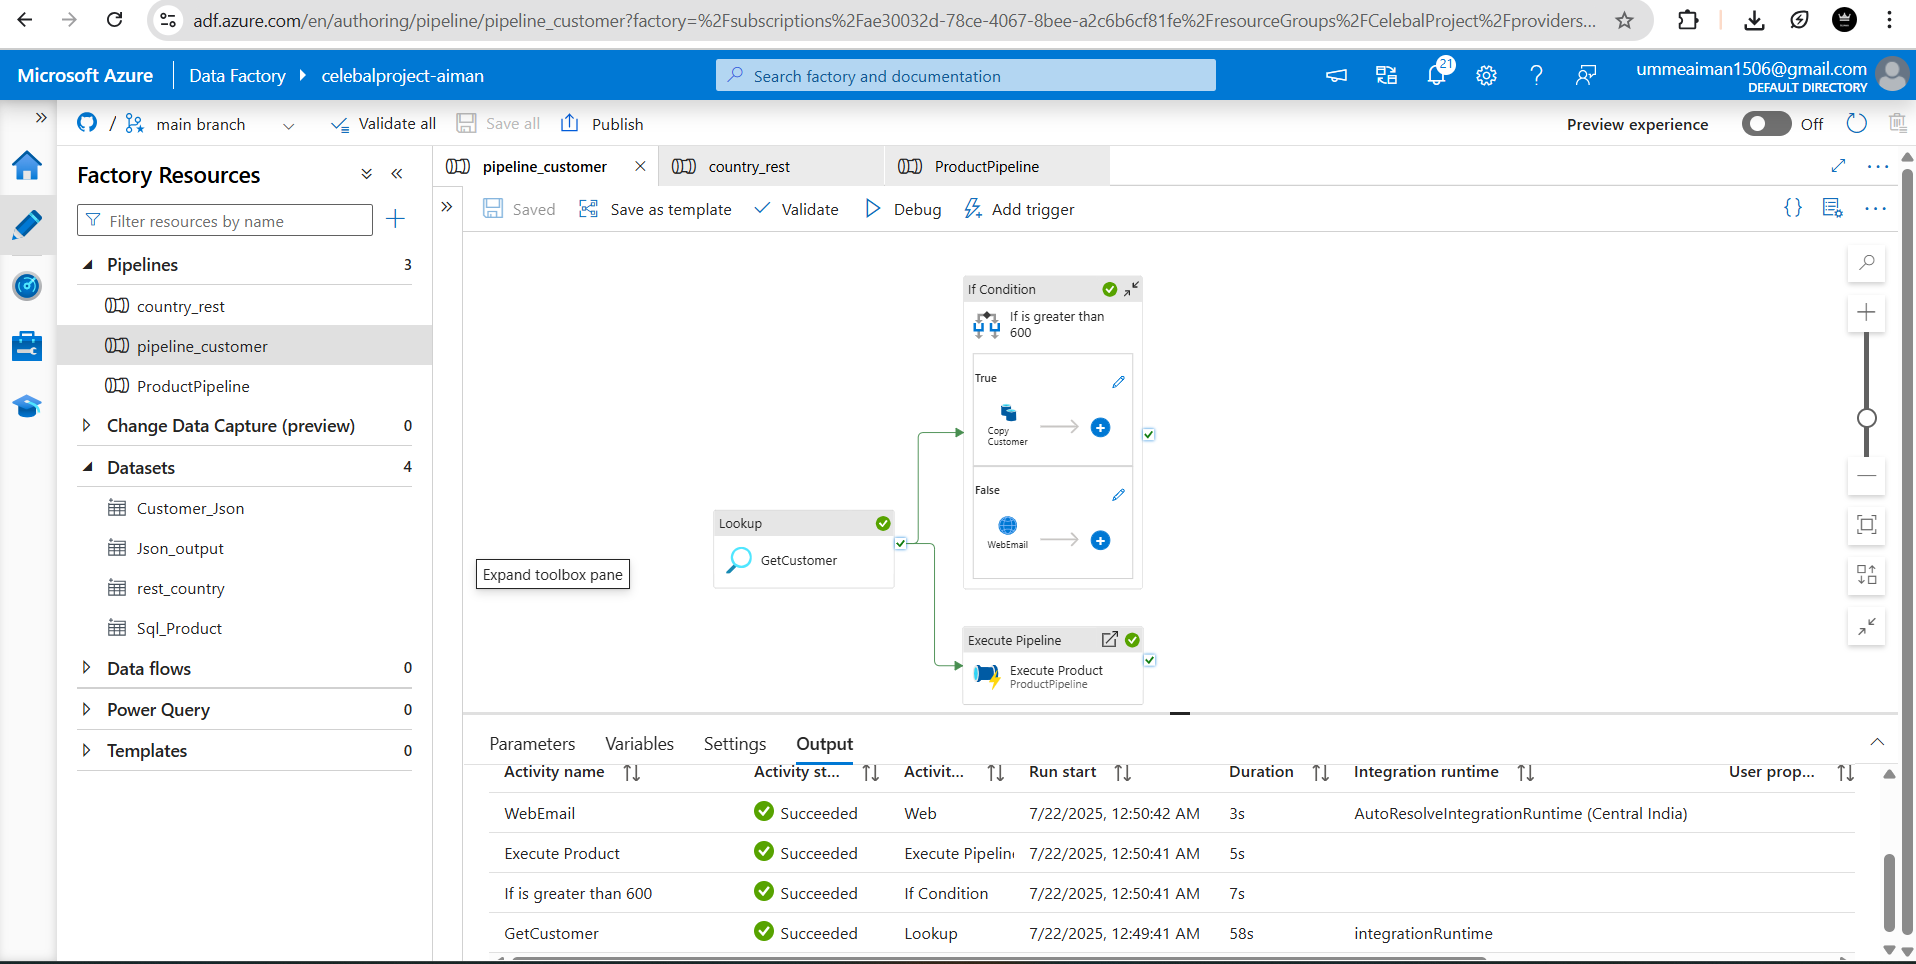 adf.azure.com/en/authoring/pipeline/pipeline_customer?factory=%2Fsubscriptions%2Fae30032d-78ce-4067-8bee-a2c6b6cf81fe%2FresourceGroups%2FCelebalProject%2Fproviders...
Microsoft Azure
Data Factory
celebalproject-aiman
Search factory and documentation
21
ummeaiman1506@gmail.com
DEFAULT DIRECTORY
/
main branch
Validate all
Save all
Publish
Preview experience
Off
Factory Resources
pipeline_customer
country_rest
ProductPipeline
Filter resources by name
Saved
Save as template
Validate
Debug
Add trigger
{}
Pipelines
3
country_rest
pipeline_customer
ProductPipeline
Change Data Capture (preview)
0
Datasets
4
Customer_Json
Json_output
rest_country
Sql_Product
Data flows
0
Power Query
0
Templates
0
If Condition
If is greater than
600
True
Copy
Customer
False
WebEmail
Lookup
GetCustomer
Expand toolbox pane
Execute Pipeline
Execute Product
ProductPipeline
Parameters
Variables
Settings
Output
Activity name
Activity st...
Activit...
Run start
Duration
Integration runtime
User prop...
WebEmail
Succeeded
Web
7/22/2025, 12:50:42 AM
3s
AutoResolveIntegrationRuntime (Central India)
Execute Product
Succeeded
Execute Pipelin
7/22/2025, 12:50:41 AM
5s
If is greater than 600
Succeeded
If Condition
7/22/2025, 12:50:41 AM
7s
GetCustomer
Succeeded
Lookup
7/22/2025, 12:49:41 AM
58s
integrationRuntime